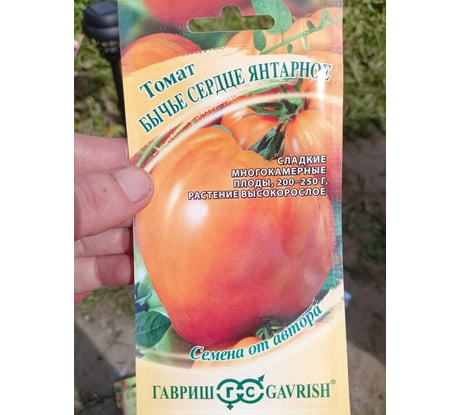 Томат
БЫЧЬЕ СЕРДЦЕ ЯНТАРНОЕ
СЛАДКИЕ
МНОГОКАМЕРНЫЕ
ПЛОДЫ, 200-250 Г,
РАСТЕНИЕ ВЫСОКОРОСЛОЕ
Семена от автора
ГАВРИШ Г С GAVRISH®